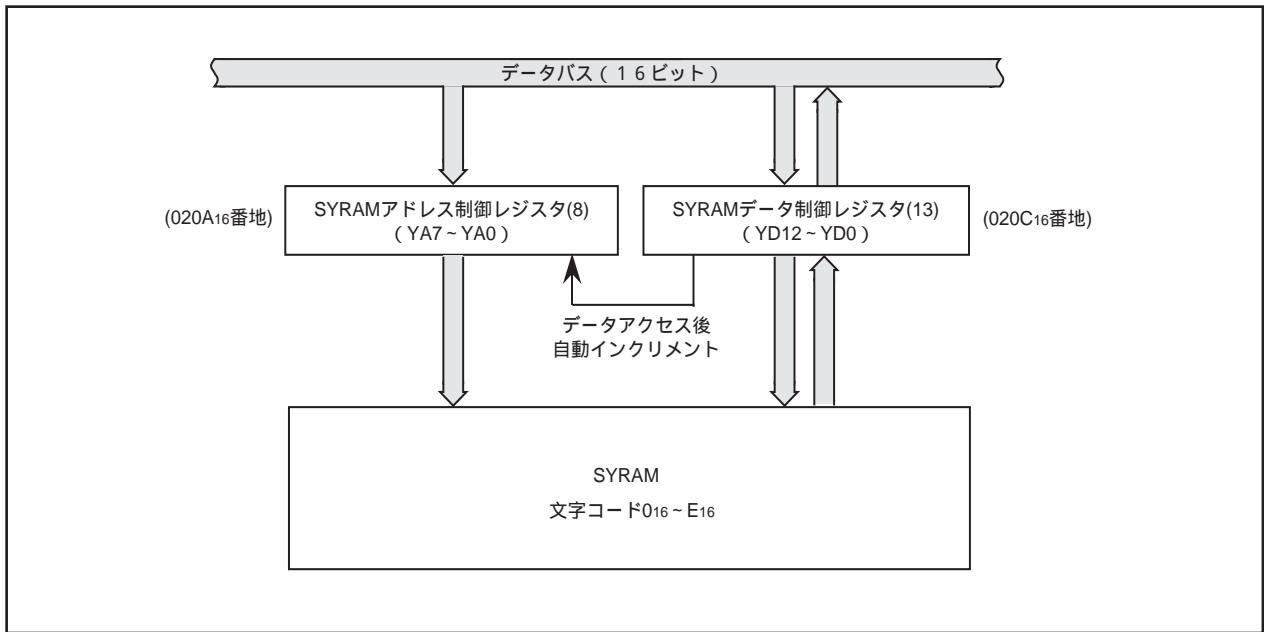 データバス（１６ビット）
(020A16番地)
SYRAMアドレス制御レジスタ(8)
（YA7～YA0）
SYRAMデータ制御レジスタ(13)
（YD12～YD0）
(020C16番地)
データアクセス後
自動インクリメント
SYRAM
文字コード016～E16